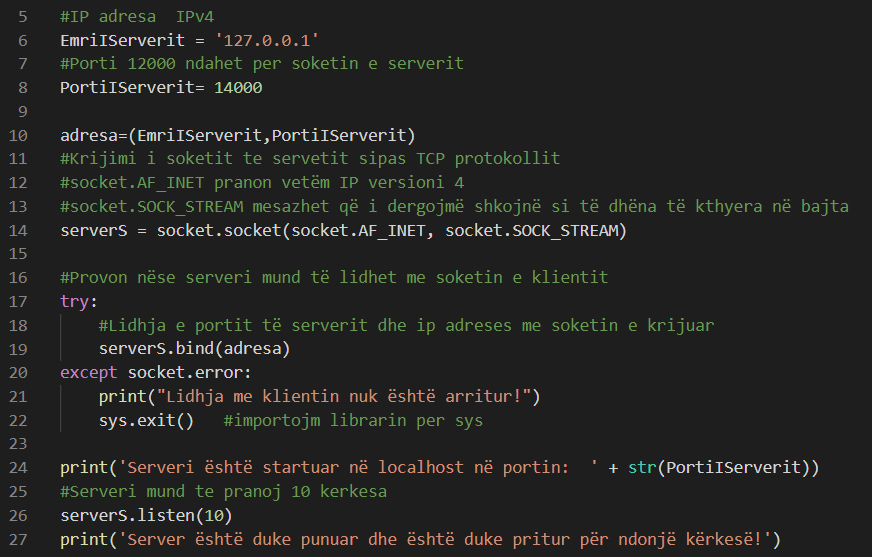 5 #IP adresa  IPv4
6 EmriIServerit = '127.0.0.1'
7 #Porti 12000 ndahet per soketin e serverit
8 PortiIServerit= 14000
9
10 adresa=(EmriIServerit,PortiIServerit)
11 #Krijimi i soketit te servetit sipas TCP protokollit
12 #socket.AF_INET pranon vetëm IP versioni 4
13 #socket.SOCK_STREAM mesazhet që i dergojmë shkojnë si të dhëna të kthyera në bajta
14 serverS = socket.socket(socket.AF_INET, socket.SOCK_STREAM)
15
16 #Provon nëse serveri mund të lidhet me soketin e klientit
17 try:
18     #Lidhja e portit të serverit dhe ip adreses me soketin e krijuar
19     serverS.bind(adresa)
20 except socket.error:
21     print("Lidhja me klientin nuk është arritur!")
22     sys.exit()   #importojm librarin per sys
23
24 print('Serveri është startuar në localhost në portin:  ' + str(PortiIServerit))
25 #Serveri mund te pranoj 10 kerkesa
26 serverS.listen(10)
27 print('Server është duke punuar dhe është duke pritur për ndonjë kërkesë!')